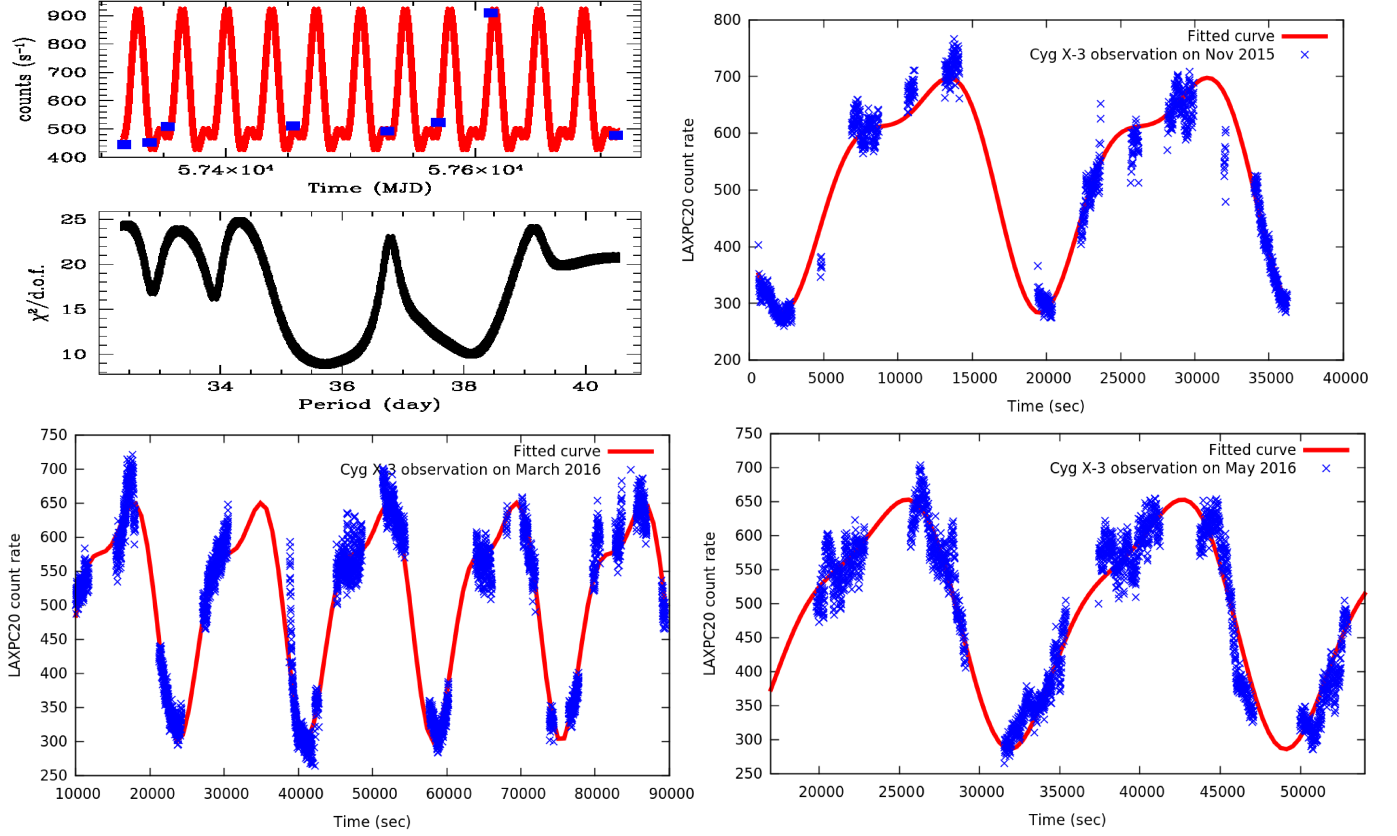 900
800
700
600
500
400
counts (s⁻¹)
5.74×10⁴ 5.76×10⁴
Time (MJD)
25
20
15
10
χ²/d.o.f.
34 36 38 40
Period (day)
800
700
600
500
400
300
200
LAXPC20 count rate
Fitted curve
Cyg X-3 observation on Nov 2015
0 5000 10000 15000 20000 25000 30000 35000 40000
Time (sec)
750
700
650
600
550
500
450
400
350
300
250
LAXPC20 count rate
Fitted curve
Cyg X-3 observation on March 2016
10000 20000 30000 40000 50000 60000 70000 80000 90000
Time (sec)
750
700
650
600
550
500
450
400
350
300
250
LAXPC20 count rate
Fitted curve
Cyg X-3 observation on May 2016
20000 25000 30000 35000 40000 45000 50000
Time (sec)